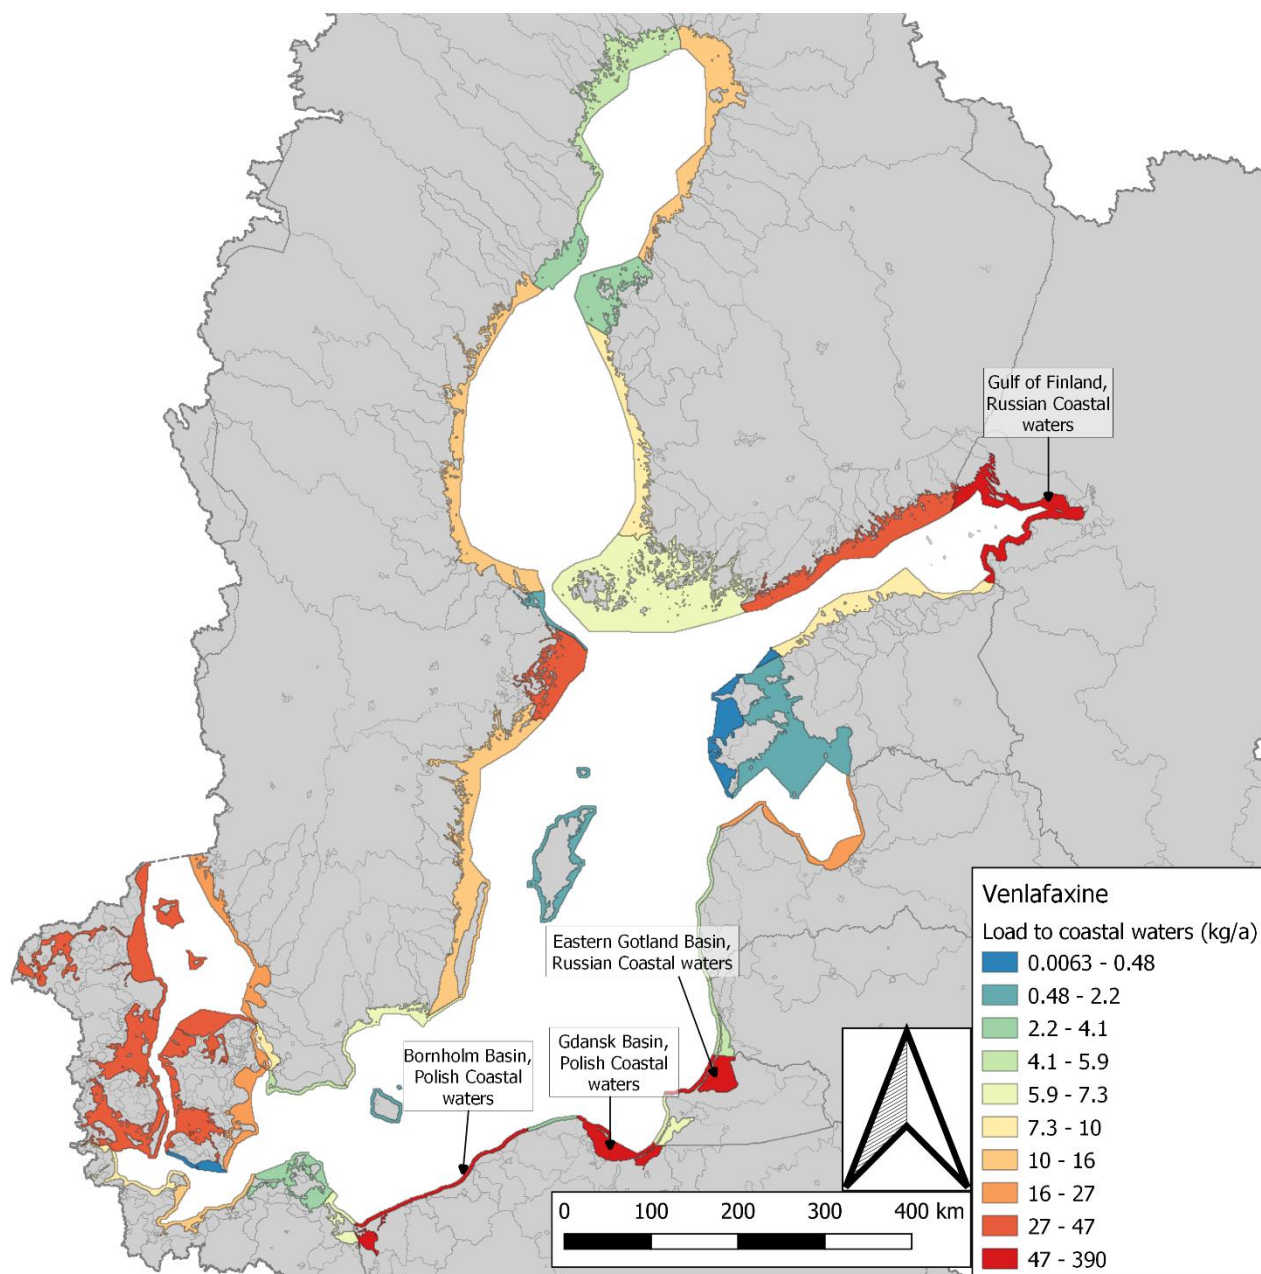 Gulf of Finland,
Russian Coastal
waters
Eastern Gotland Basin,
Russian Coastal waters
Gdansk Basin,
Polish Coastal
waters
Bornholm Basin,
Polish Coastal
waters
Venlafaxine
Load to coastal waters (kg/a)
0.0063 - 0.48
0.48 - 2.2
2.2 - 4.1
4.1 - 5.9
5.9 - 7.3
7.3 - 10
10 - 16
16 - 27
27 - 47
47 - 390
0 100 200 300 400 km